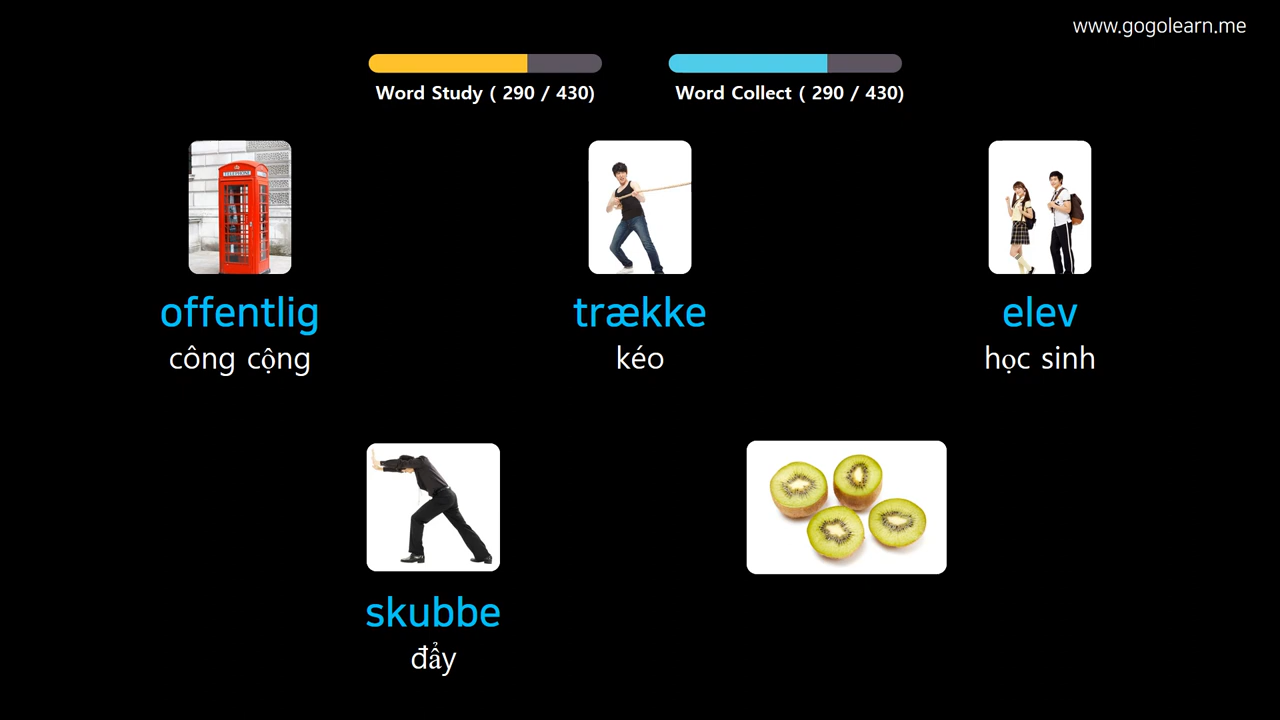 www.gogolearn.me
Word Study ( 290 / 430)
Word Collect ( 290 / 430)
TELEPHONE
offentlig
công cộng
trække
kéo
elev
học sinh
skubbe
đẩy